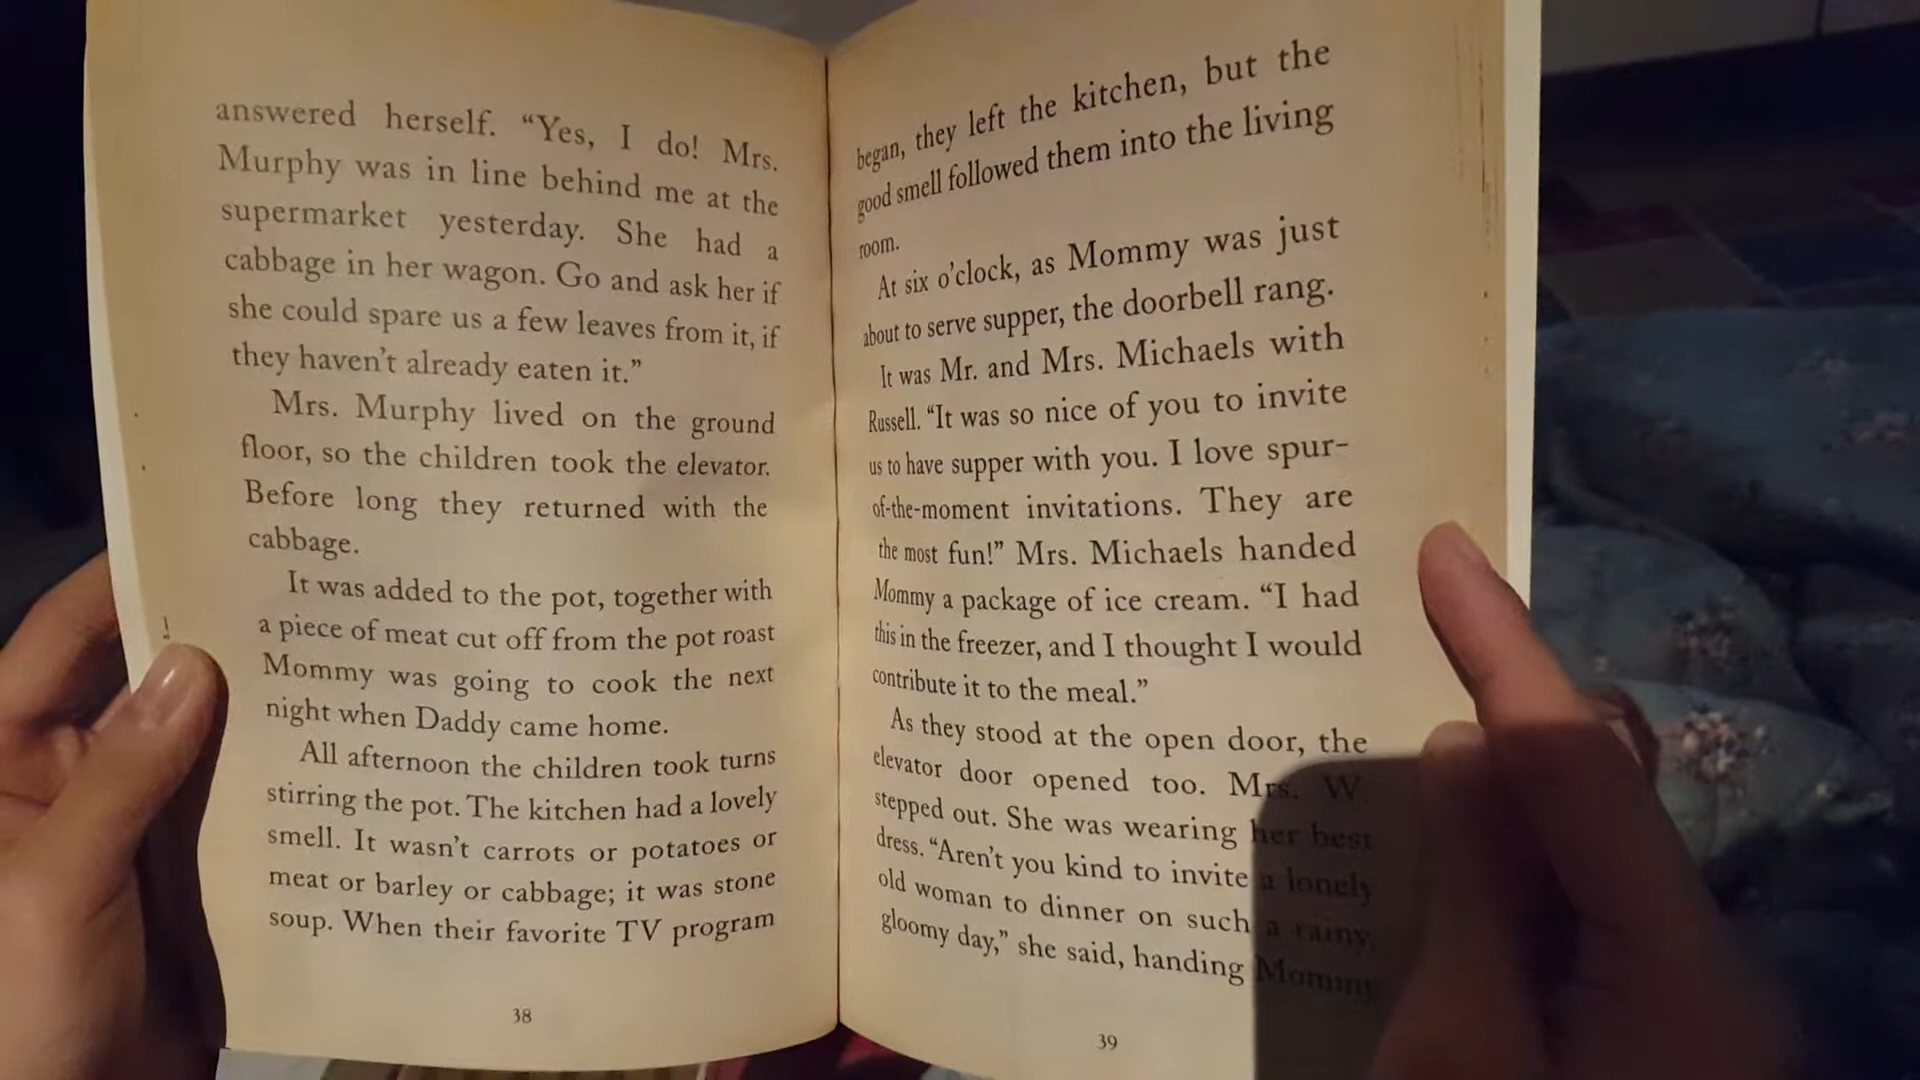 answered herself. “Yes, I do! Mrs.
Murphy was in line behind me at the
supermarket yesterday. She had a
cabbage in her wagon. Go and ask her if
she could spare us a few leaves from it, if
they haven’t already eaten it.”
Mrs. Murphy lived on the ground
floor, so the children took the elevator.
Before long they returned with the
cabbage.
It was added to the pot, together with
a piece of meat cut off from the pot roast
Mommy was going to cook the next
night when Daddy came home.
All afternoon the children took turns
stirring the pot. The kitchen had a lovely
smell. It wasn’t carrots or potatoes or
meat or barley or cabbage; it was stone
soup. When their favorite TV program
38
began, they left the kitchen, but the
good smell followed them into the living
room.
At six o’clock, as Mommy was just
about to serve supper, the doorbell rang.
It was Mr. and Mrs. Michaels with
Russell. “It was so nice of you to invite
us to have supper with you. I love spur-
of-the-moment invitations. They are
the most fun!” Mrs. Michaels handed
Mommy a package of ice cream. “I had
this in the freezer, and I thought I would
contribute it to the meal.”
As they stood at the open door, the
elevator door opened too. Mrs. W.
stepped out. She was wearing her best
dress. “Aren’t you kind to invite a lonely
old woman to dinner on such a rainy,
gloomy day,” she said, handing Mommy
39